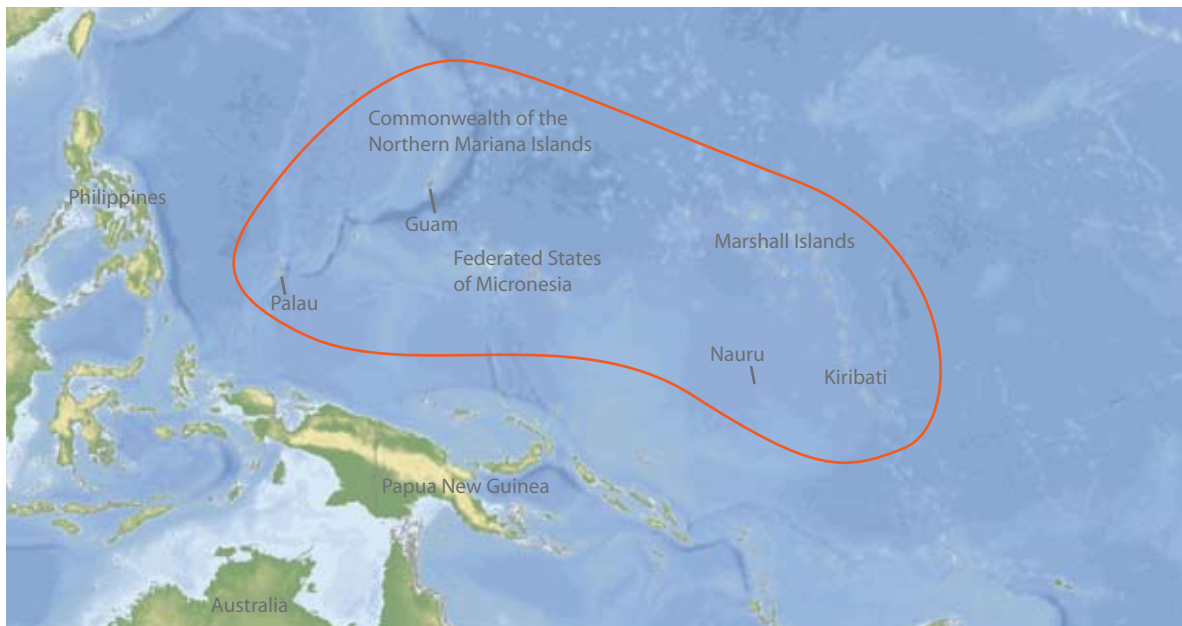 Commonwealth of the
Northern Mariana Islands
Philippines
Guam
Marshall Islands
Federated States
of Micronesia
Palau
Nauru
Kiribati
Papua New Guinea
Australia